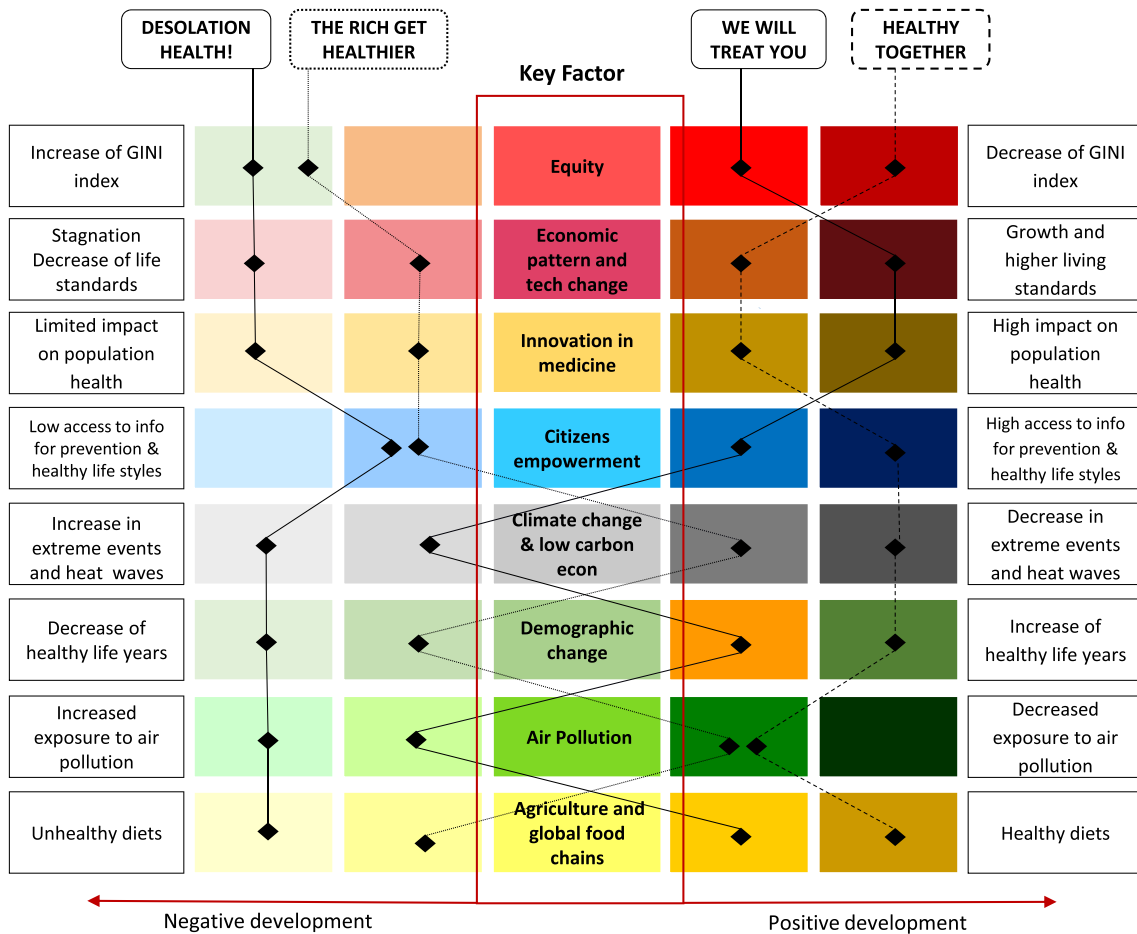 DESOLATION
HEALTH!
THE RICH GET
HEALTHIER
WE WILL
TREAT YOU
HEALTHY
TOGETHER
Key Factor
Increase of GINI
index
Equity
Decrease of GINI
index
Stagnation
Decrease of life
standards
Economic
pattern and
tech change
Growth and
higher living
standards
Limited impact
on population
health
Innovation in
medicine
High impact on
population
health
Low access to info
for prevention &
healthy life styles
Citizens
empowerment
High access to info
for prevention &
healthy life styles
Increase in
extreme events
and heat waves
Climate change
& low carbon
econ
Decrease in
extreme events
and heat waves
Decrease of
healthy life years
Demographic
change
Increase of
healthy life years
Increased
exposure to air
pollution
Air Pollution
Decreased
exposure to air
pollution
Unhealthy diets
Agriculture and
global food
chains
Healthy diets
Negative development
Positive development